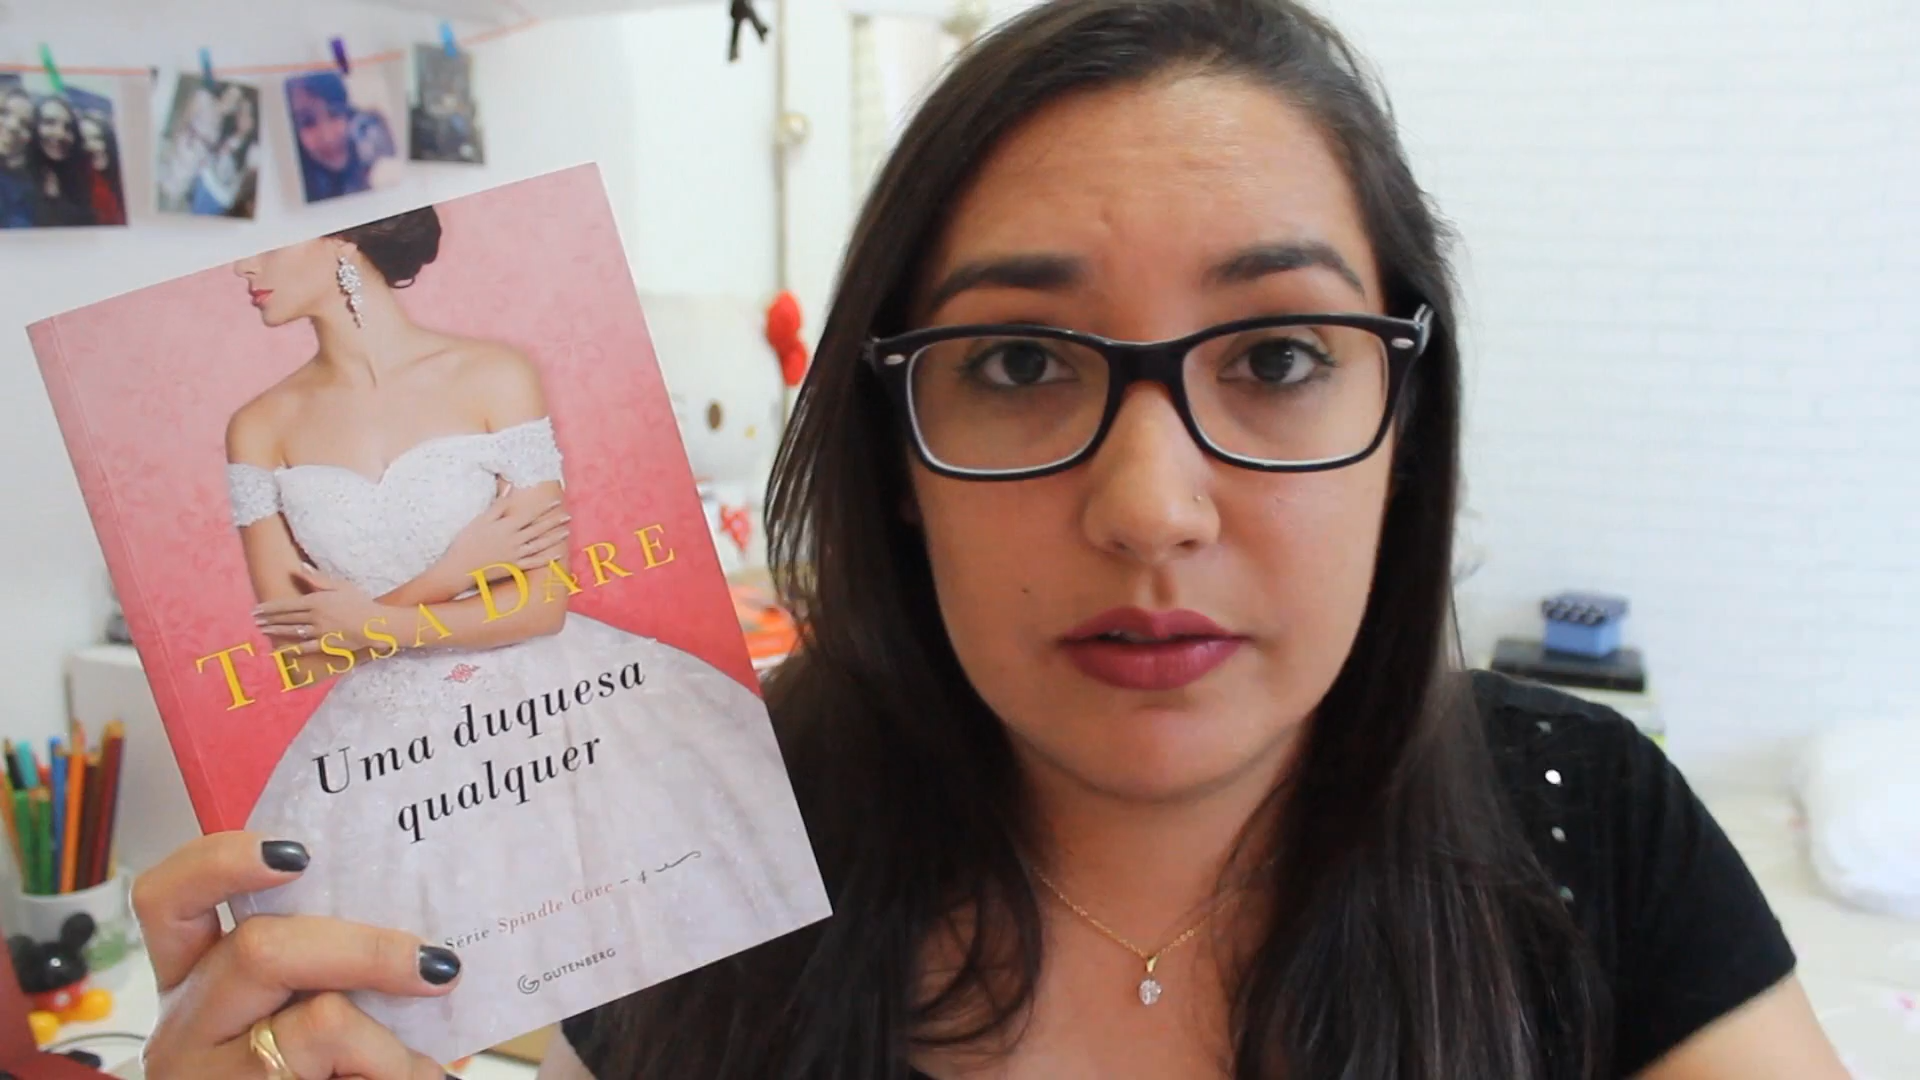 TESSA DARE
Uma duquesa
qualquer
Série Spindle Cove - 4
GUTENBERG